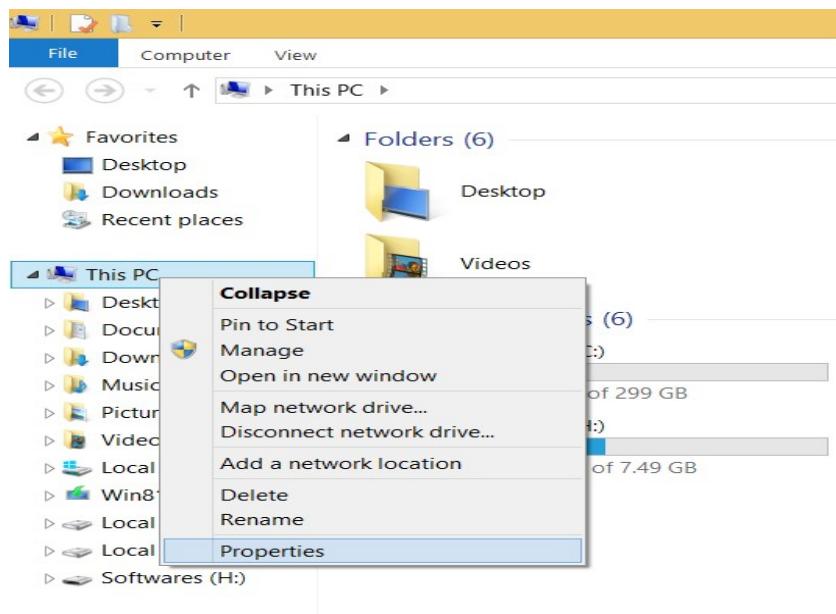 File Computer View
This PC
Favorites
Desktop
Downloads
Recent places
This PC
Deskt
Docu
Down
Music
Pictur
Video
Local
Win8
Local
Local
Softwares (H:)
Collapse
Pin to Start
Manage
Open in new window
Map network drive...
Disconnect network drive...
Add a network location
Delete
Rename
Properties
Folders (6)
Desktop
Videos
s (6)
C:)
of 299 GB
H:)
of 7.49 GB